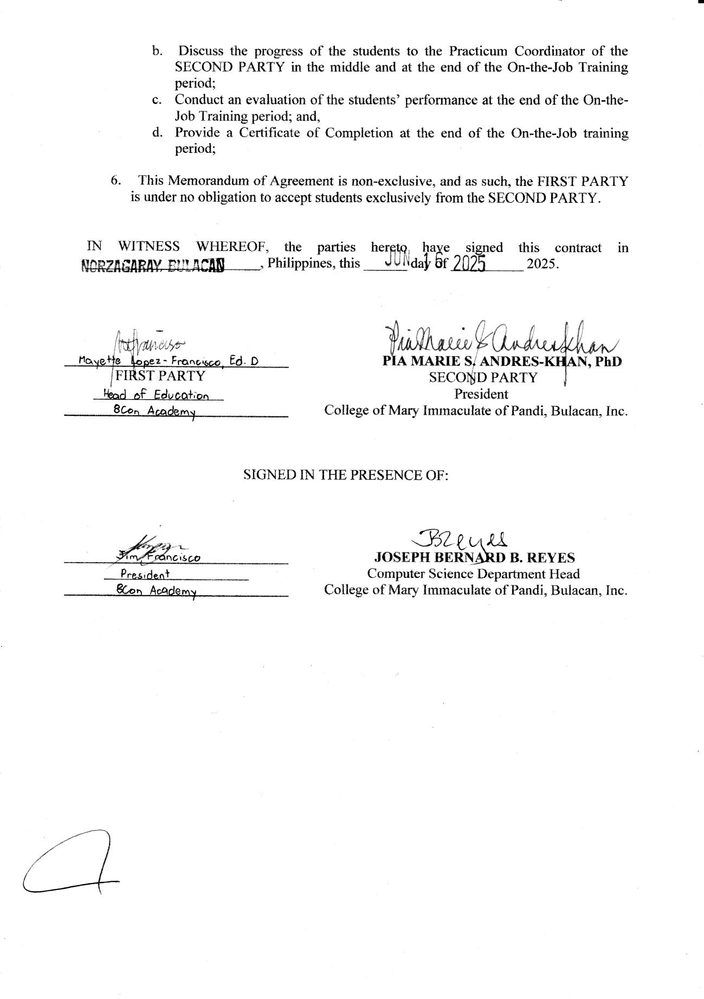 b. Discuss the progress of the students to the Practicum Coordinator of the
SECOND PARTY in the middle and at the end of the On-the-Job Training
period;
c. Conduct an evaluation of the students' performance at the end of the On-the-
Job Training period; and,
d. Provide a Certificate of Completion at the end of the On-the-Job training
period;
6. This Memorandum of Agreement is non-exclusive, and as such, the FIRST PARTY
is under no obligation to accept students exclusively from the SECOND PARTY.
IN WITNESS WHEREOF, the parties hereto, have signed this contract in
NORZAGARAY, BULACAN, Philippines, this JUN day of 16 2025 2025.
Mayette Lopez-Francisco, Ed. D
PIA MARIE S. ANDRES-KHAN, PhD
FIRST PARTY
SECOND PARTY
Head of Education
President
8Con Academy
College of Mary Immaculate of Pandi, Bulacan, Inc.
SIGNED IN THE PRESENCE OF:
BReyes
Jim Francisco
JOSEPH BERNARD B. REYES
President
Computer Science Department Head
8Con Academy
College of Mary Immaculate of Pandi, Bulacan, Inc.